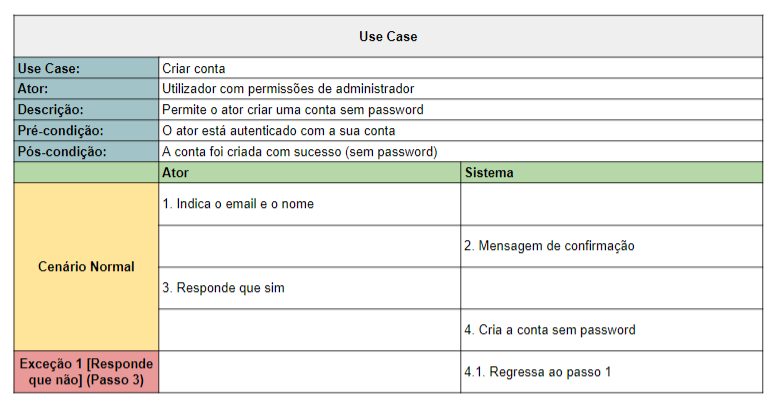 Use Case
Use Case: Criar conta
Ator: Utilizador com permissões de administrador
Descrição: Permite o ator criar uma conta sem password
Pré-condição: O ator está autenticado com a sua conta
Pós-condição: A conta foi criada com sucesso (sem password)
Ator Sistema
Cenário Normal
1. Indica o email e o nome
2. Mensagem de confirmação
3. Responde que sim
4. Cria a conta sem password
Exceção 1 [Responde
que não] (Passo 3)
4.1. Regressa ao passo 1